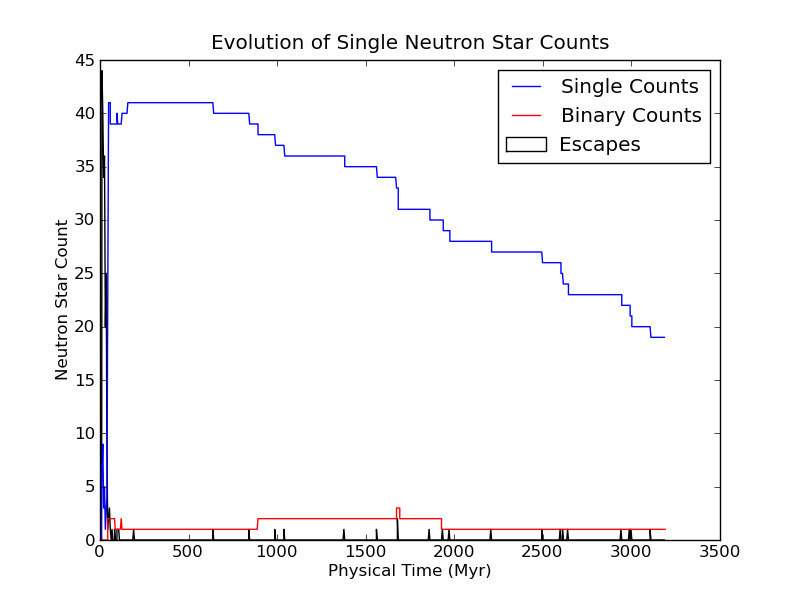 Evolution of Single Neutron Star Counts
Single Counts
Binary Counts
Escapes
Neutron Star Count
45
40
35
30
25
20
15
10
5
0
0 500 1000 1500 2000 2500 3000 3500
Physical Time (Myr)